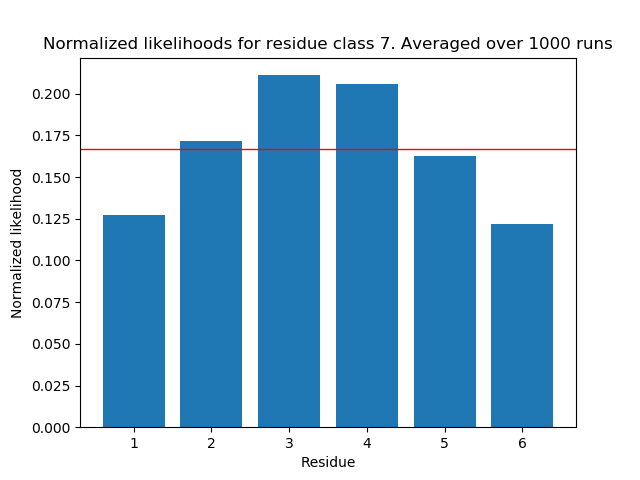 Normalized likelihoods for residue class 7. Averaged over 1000 runs
0.200
0.175
0.150
0.125
0.100
0.075
0.050
0.025
0.000
Normalized likelihood
1 2 3 4 5 6
Residue